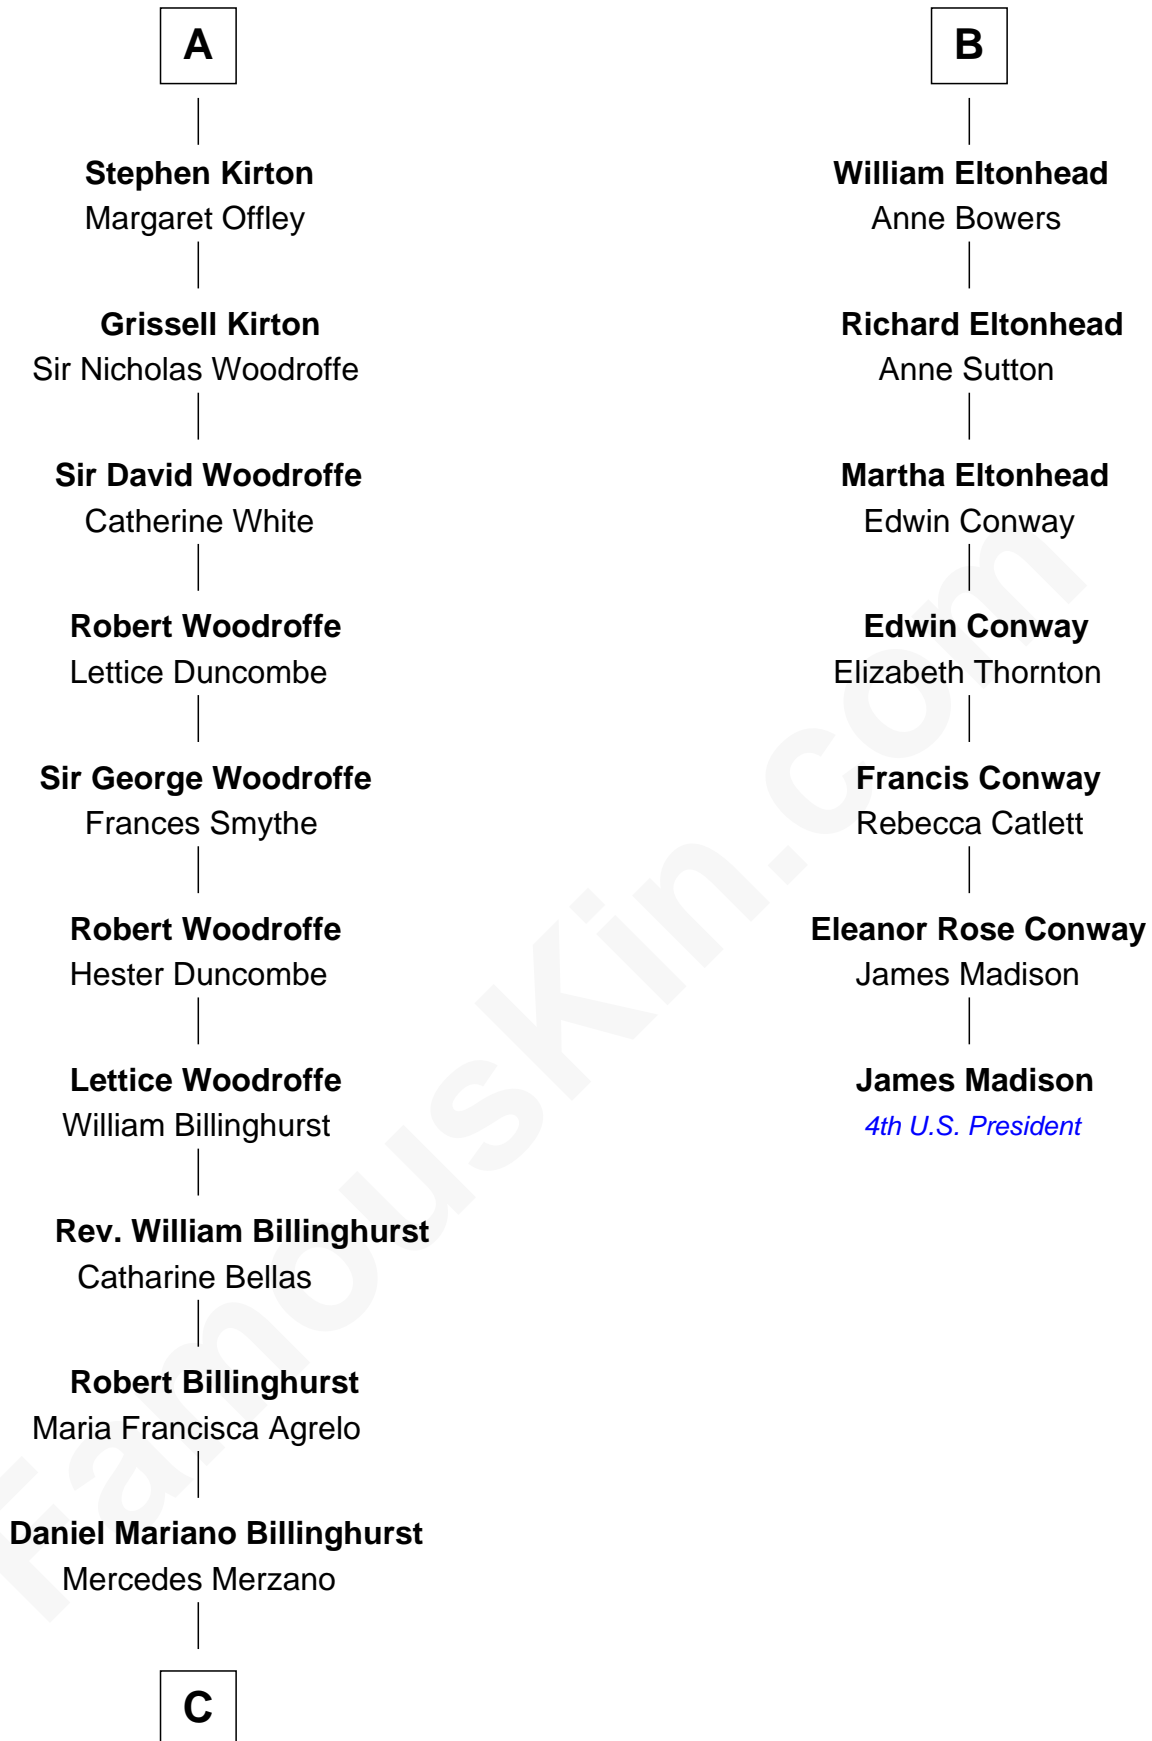 A
Stephen Kirton
Margaret Offley
Grissell Kirton
Sir Nicholas Woodroffe
Sir David Woodroffe
Catherine White
Robert Woodroffe
Lettice Duncombe
Sir George Woodroffe
Frances Smythe
Robert Woodroffe
Hester Duncombe
Lettice Woodroffe
William Billinghurst
Rev. William Billinghurst
Catharine Bellas
Robert Billinghurst
Maria Francisca Agrelo
Daniel Mariano Billinghurst
Mercedes Merzano
C
B
William Eltonhead
Anne Bowers
Richard Eltonhead
Anne Sutton
Martha Eltonhead
Edwin Conway
Edwin Conway
Elizabeth Thornton
Francis Conway
Rebecca Catlett
Eleanor Rose Conway
James Madison
James Madison
4th U.S. President
FamousKin.com